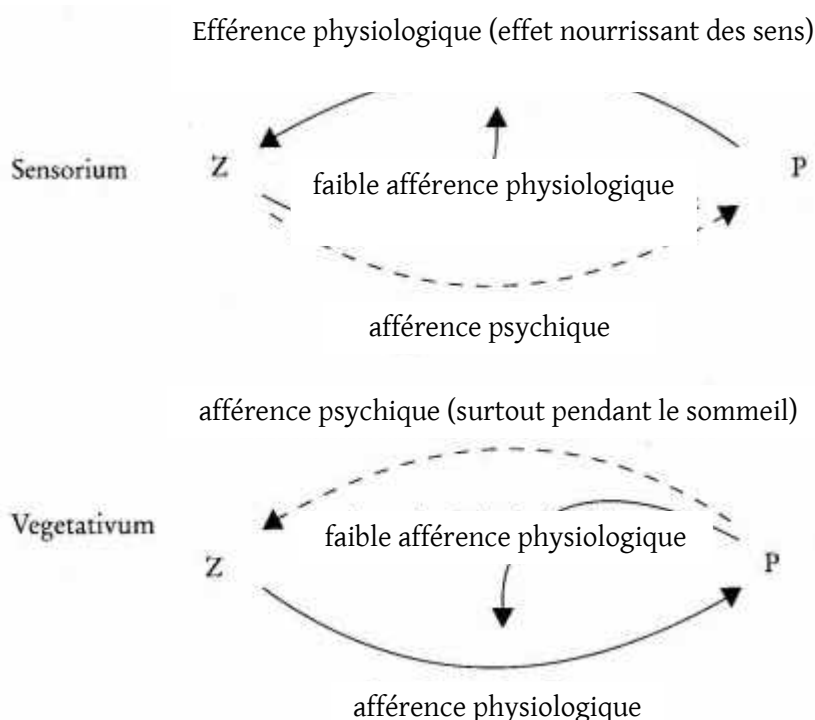 Efférence physiologique (effet nourrissant des sens)
Sensorium
Z
faible afférence physiologique
P
afférence psychique
afférence psychique (surtout pendant le sommeil)
Vegetativum
faible afférence physiologique
Z
P
afférence physiologique